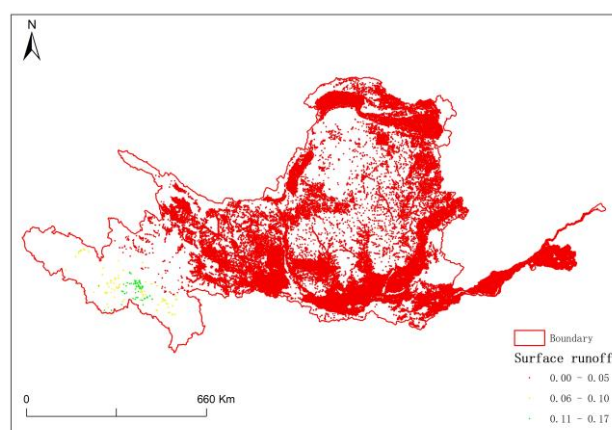 N
Boundary
Surface runoff
0.00 - 0.05
0.06 - 0.10
0.11 - 0.17
0 660 Km